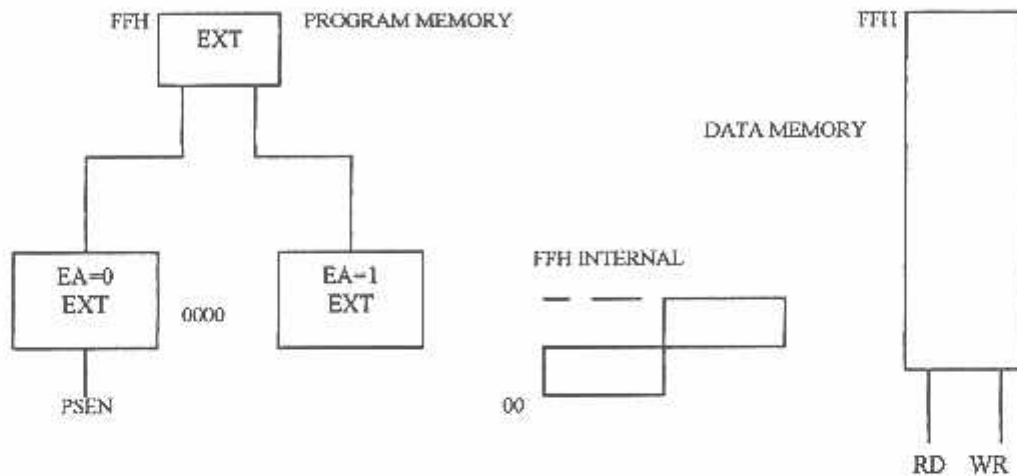 FFH
EXT
PROGRAM MEMORY
FFH
DATA MEMORY
EA=0
EXT
0000
EA=1
EXT
FFH INTERNAL
00
PSEN
RD WR